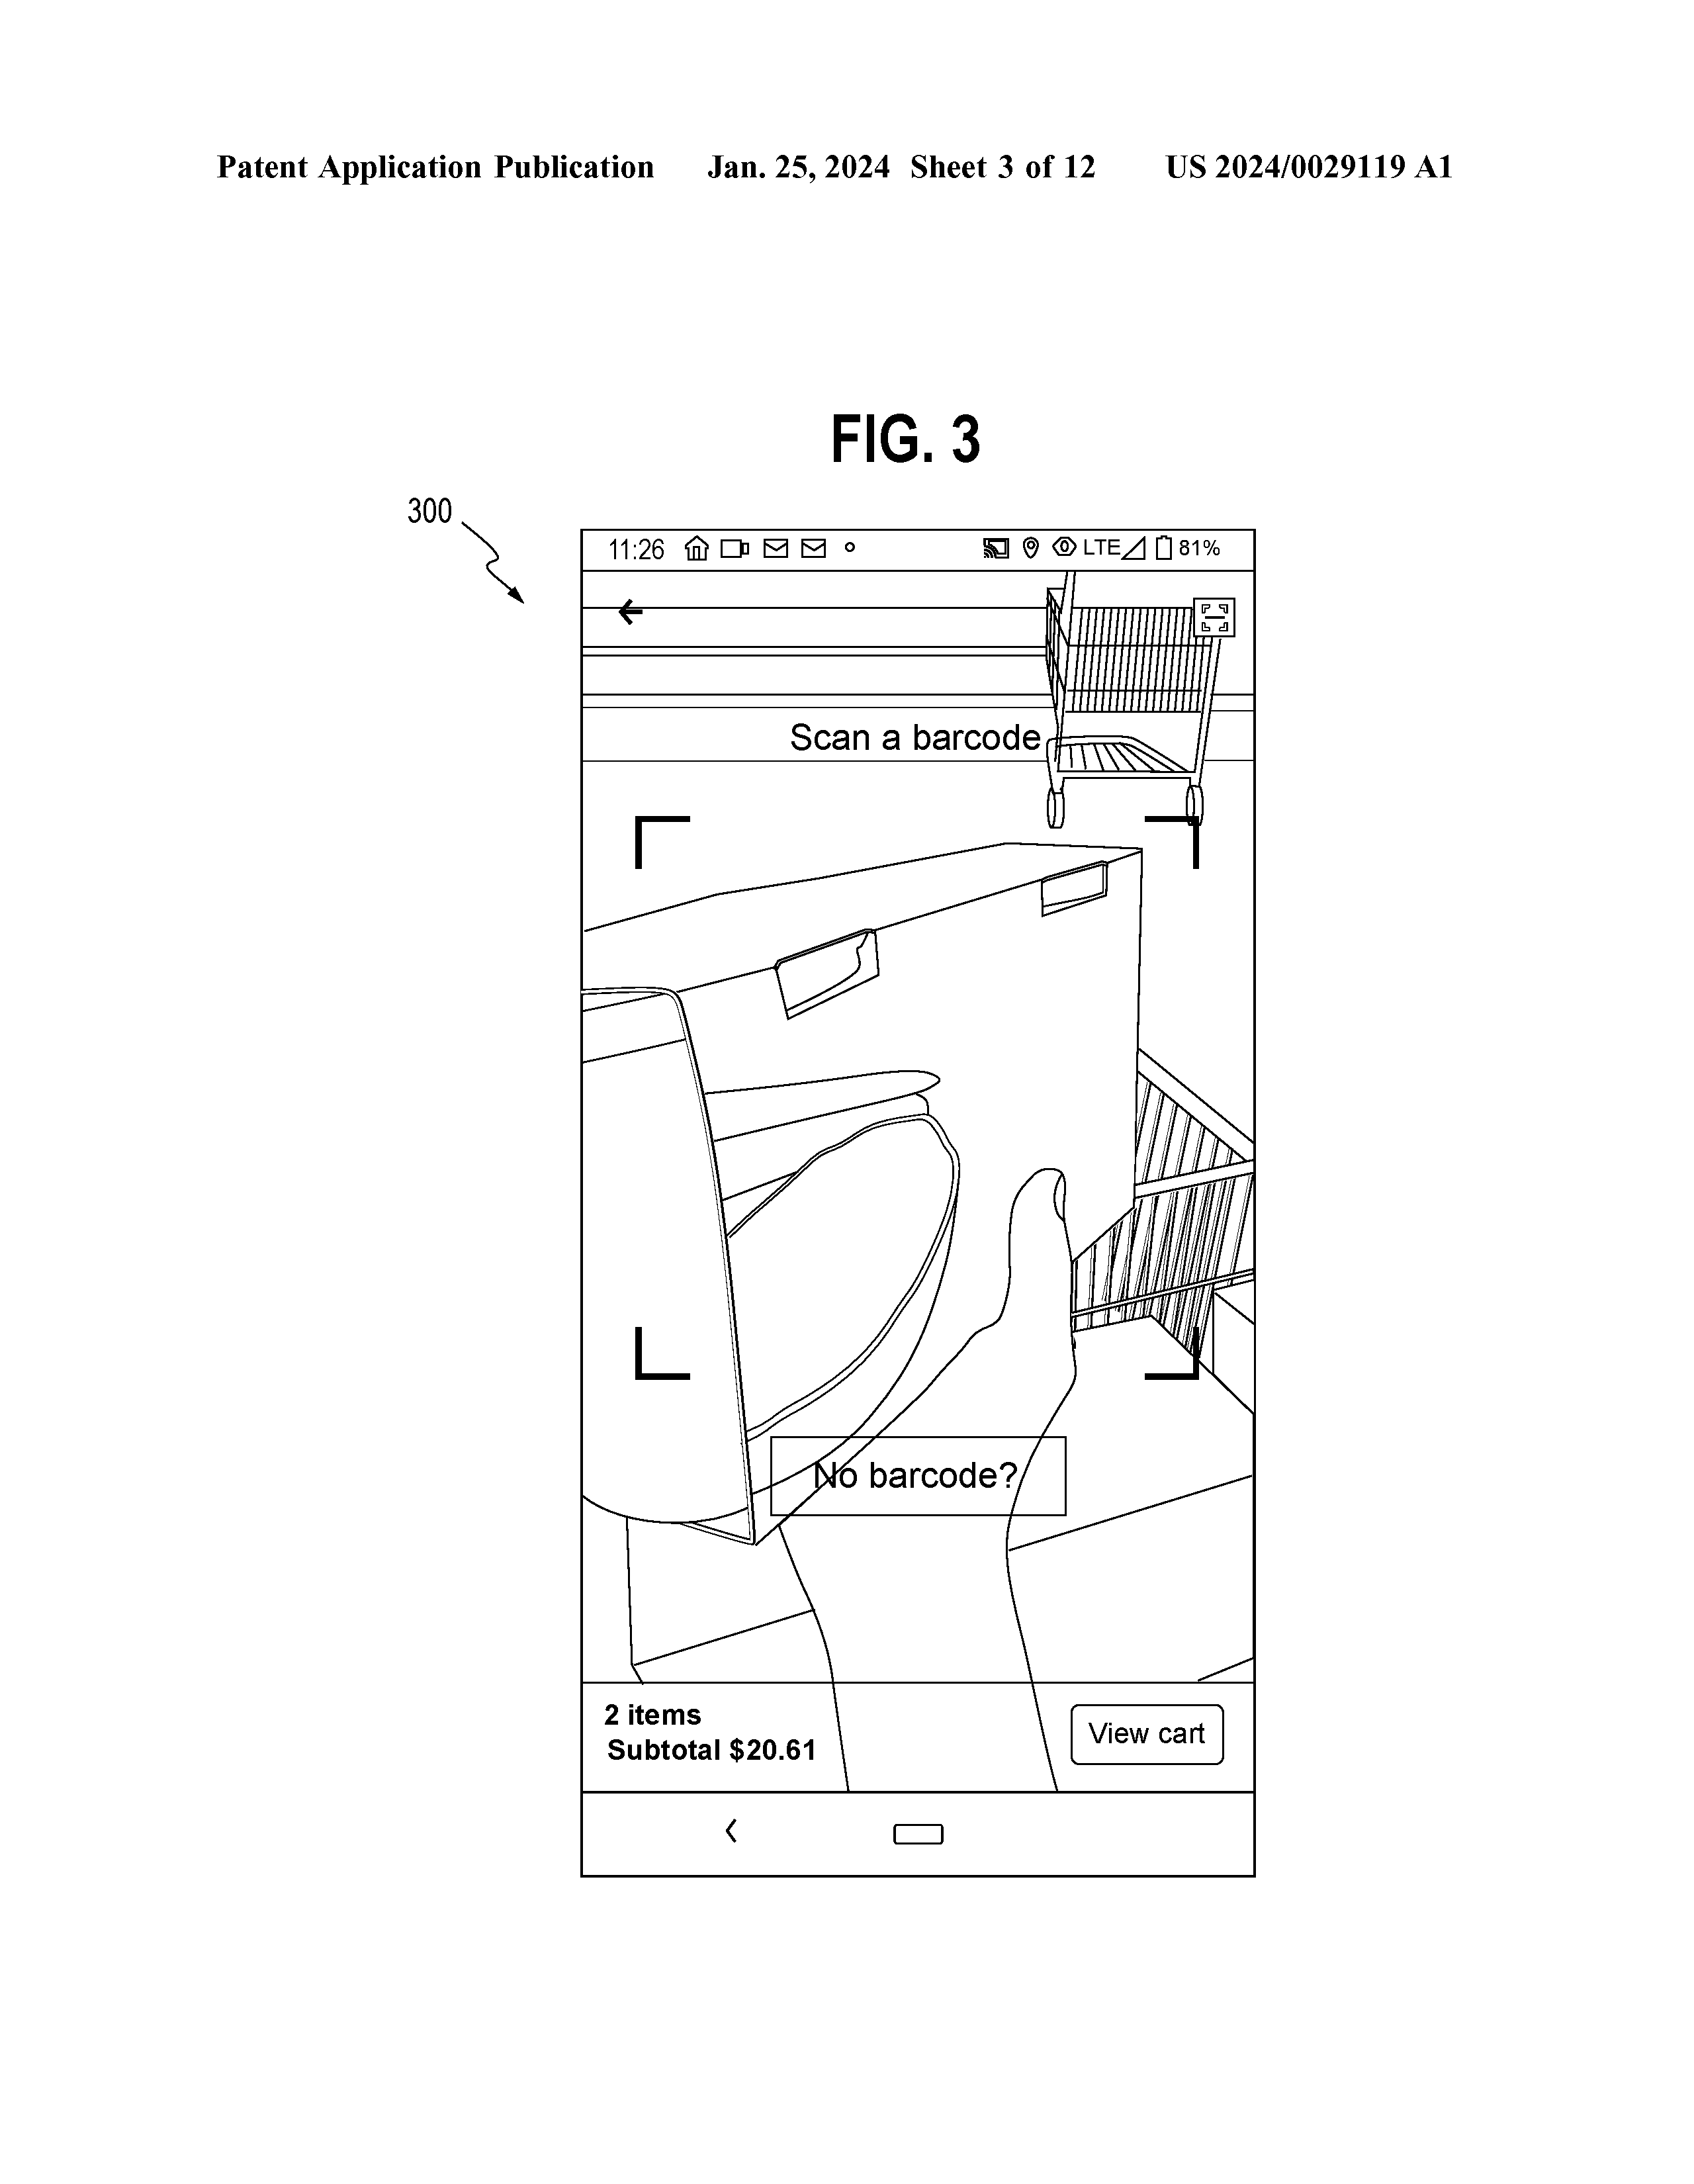 Patent Application Publication Jan. 25, 2024 Sheet 3 of 12 US 2024/0029119 A1
FIG. 3
300
11:26 LTE 81%
Scan a barcode
No barcode?
2 items
Subtotal $20.61
View cart